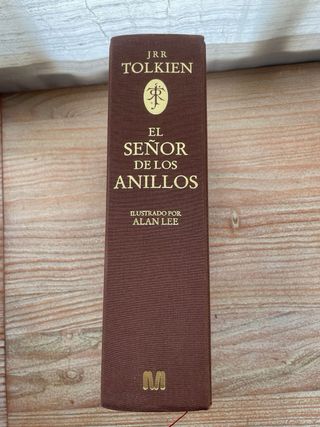 JRR
TOLKIEN
EL
SEÑOR
DE LOS
ANILLOS
ILUSTRADO POR
ALAN LEE
M